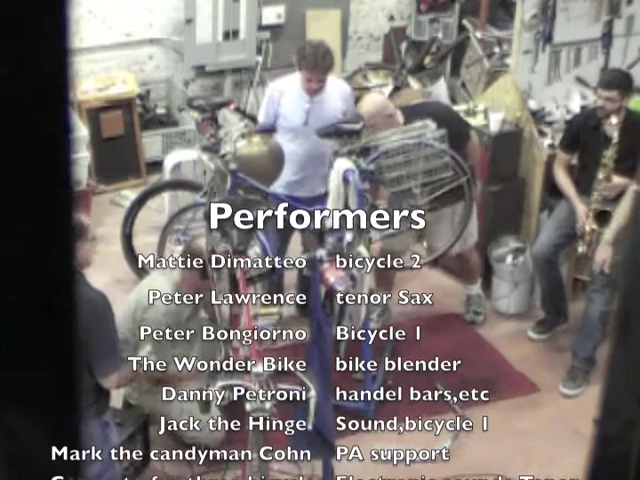 Performers
Mattie Dimatteo bicycle 2
Peter Lawrence tenor Sax
Peter Bongiorno Bicycle 1
The Wonder Bike bike blender
Danny Petroni handel bars,etc
Jack the Hinge Sound,bicycle 1
Mark the candyman Cohn PA support